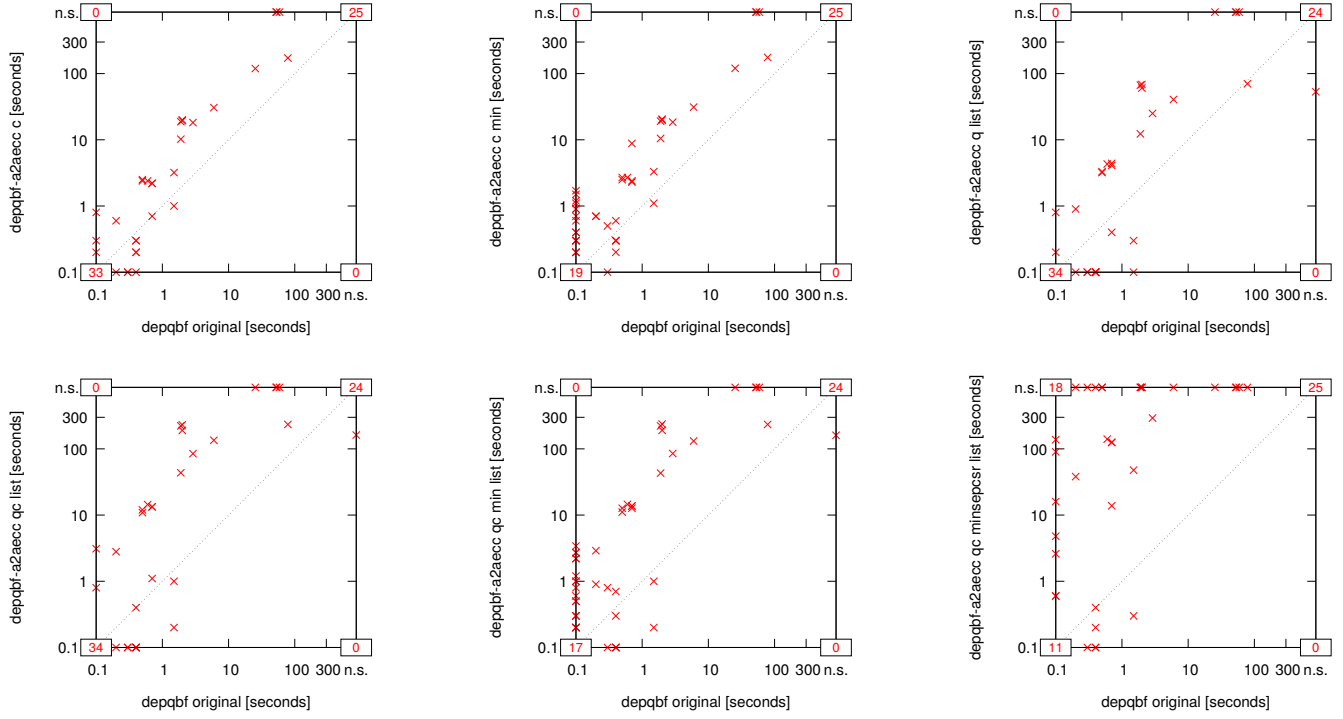 n.s. 0 25
300
100
10
1
0.1 33 0
0.1 1 10 100 300 n.s.
depqbf-a2aecc c [seconds]
depqbf original [seconds]
n.s. 0 25
300
100
10
1
0.1 19 0
0.1 1 10 100 300 n.s.
depqbf-a2aecc c min [seconds]
depqbf original [seconds]
n.s. 0 24
300
100
10
1
0.1 34 0
0.1 1 10 100 300 n.s.
depqbf-a2aecc q list [seconds]
depqbf original [seconds]
n.s. 0 24
300
100
10
1
0.1 34 0
0.1 1 10 100 300 n.s.
depqbf-a2aecc qc list [seconds]
depqbf original [seconds]
n.s. 0 24
300
100
10
1
0.1 17 0
0.1 1 10 100 300 n.s.
depqbf-a2aecc qc min list [seconds]
depqbf original [seconds]
n.s. 18 25
300
100
10
1
0.1 11 0
0.1 1 10 100 300 n.s.
depqbf-a2aecc qc minsepcsr list [seconds]
depqbf original [seconds]